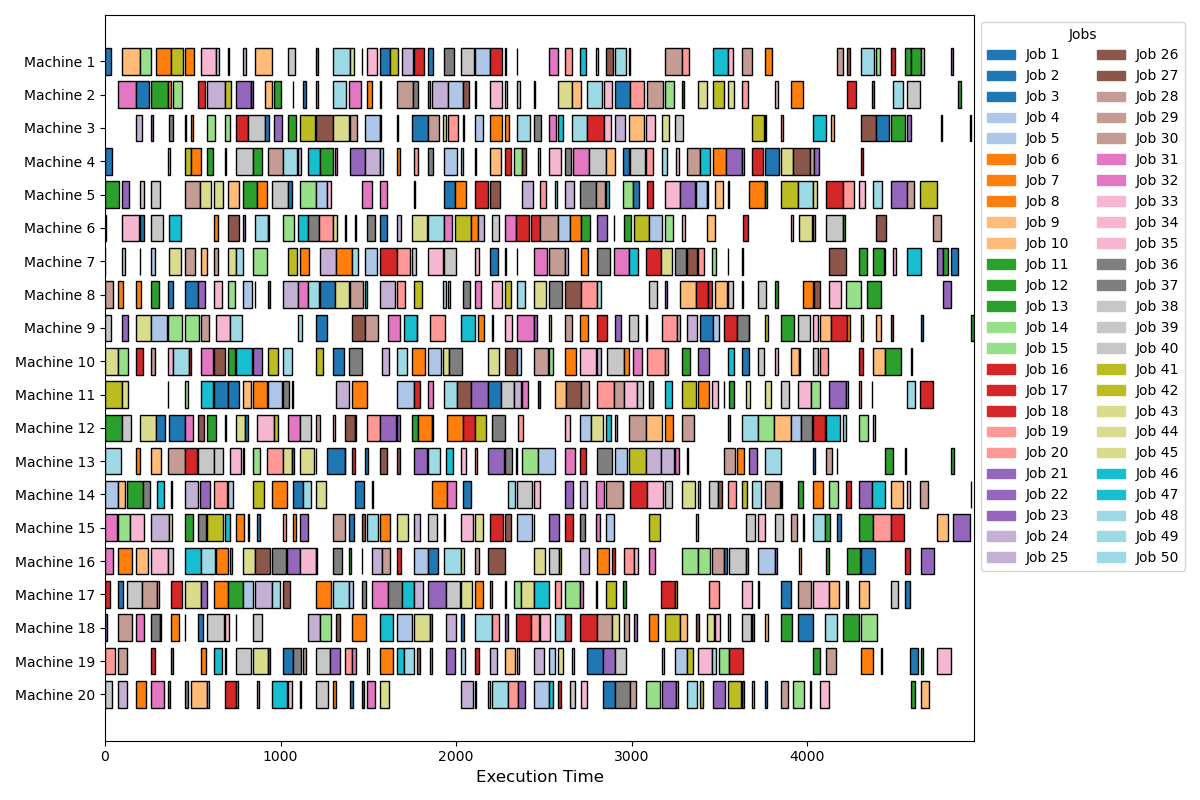 Machine 1
Machine 2
Machine 3
Machine 4
Machine 5
Machine 6
Machine 7
Machine 8
Machine 9
Machine 10
Machine 11
Machine 12
Machine 13
Machine 14
Machine 15
Machine 16
Machine 17
Machine 18
Machine 19
Machine 20
0 1000 2000 3000 4000
Execution Time
Jobs
Job 1 Job 26
Job 2 Job 27
Job 3 Job 28
Job 4 Job 29
Job 5 Job 30
Job 6 Job 31
Job 7 Job 32
Job 8 Job 33
Job 9 Job 34
Job 10 Job 35
Job 11 Job 36
Job 12 Job 37
Job 13 Job 38
Job 14 Job 39
Job 15 Job 40
Job 16 Job 41
Job 17 Job 42
Job 18 Job 43
Job 19 Job 44
Job 20 Job 45
Job 21 Job 46
Job 22 Job 47
Job 23 Job 48
Job 24 Job 49
Job 25 Job 50